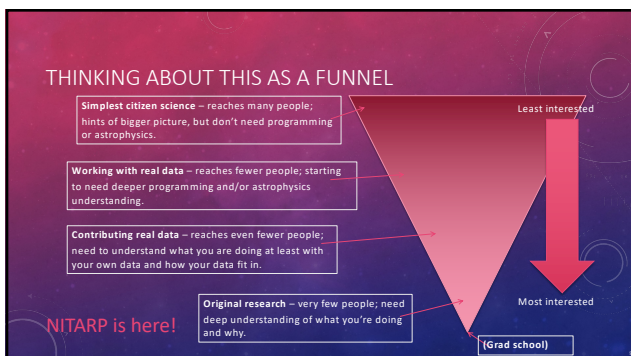 THINKING ABOUT THIS AS A FUNNEL
Simplest citizen science – reaches many people;
hints of bigger picture, but don't need programming
or astrophysics.
Least interested
Working with real data – reaches fewer people; starting
to need deeper programming and/or astrophysics
understanding.
Contributing real data – reaches even fewer people;
need to understand what you are doing at least with
your own data and how your data fit in.
Original research – very few people; need
deep understanding of what you're doing
and why.
Most interested
NITARP is here!
(Grad school)